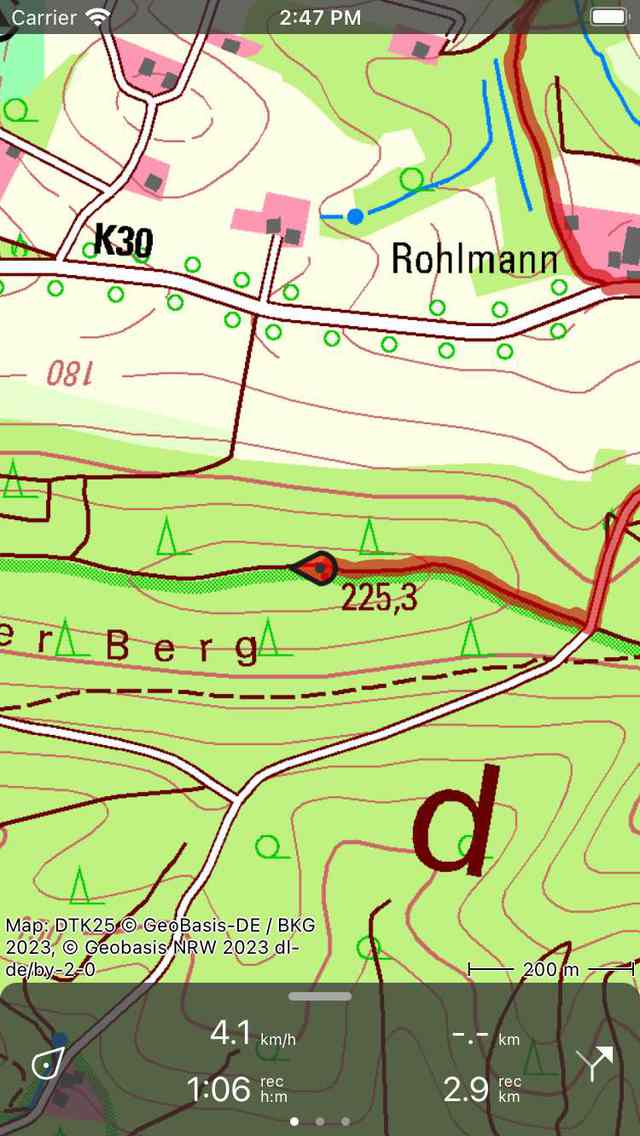 Carrier 2:47 PM
K30
Rohlmann
180
225,3
er Berg
d
Map: DTK25 © GeoBasis-DE / BKG
2023, © Geobasis NRW 2023 dl-
de/by-2-0
200 m
4.1 km/h -.- km
1:06 rec h:m 2.9 rec km